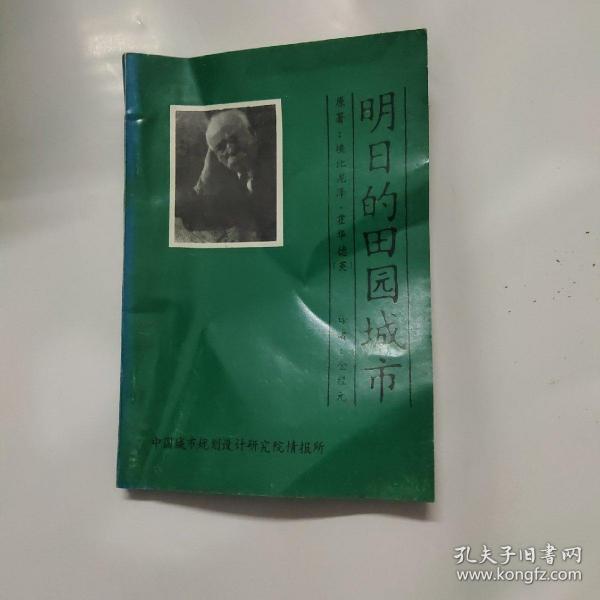 明日的田园城市
原著：埃比尼泽·霍华德(英)
译者：金经元
中国城市规划设计研究院情报所
孔夫子旧书网
www.kongfz.com